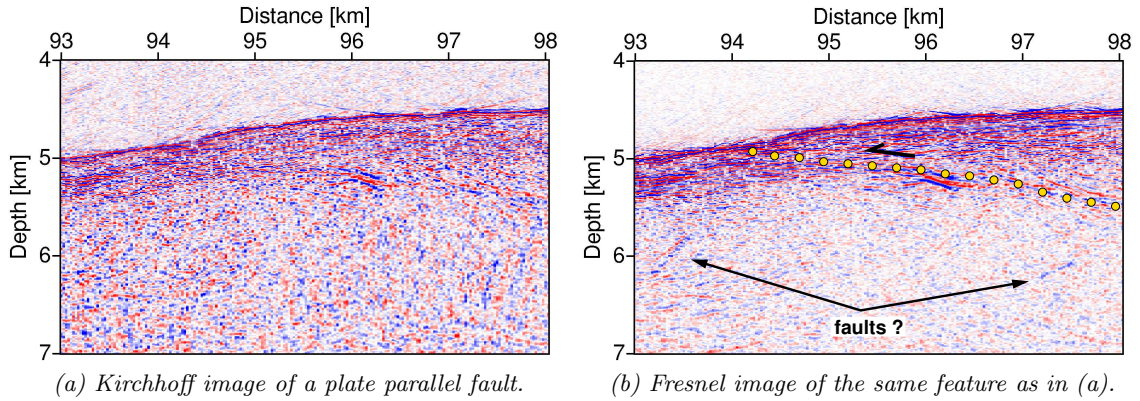 Distance [km]
93 94 95 96 97 98
4
5
6
7
Depth [km]
(a) Kirchhoff image of a plate parallel fault.
Distance [km]
93 94 95 96 97 98
4
5
6
7
Depth [km]
faults ?
(b) Fresnel image of the same feature as in (a).